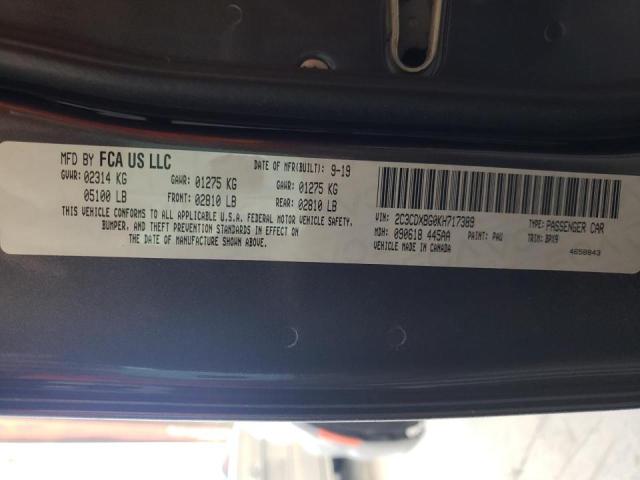 MFD BY FCA US LLC DATE OF MFR(BUILT): 9-19
GVWR: 02314 KG GAWR: 01275 KG GAWR: 01275 KG
05100 LB FRONT: 02810 LB REAR: 02810 LB
THIS VEHICLE CONFORMS TO ALL APPLICABLE U.S.A. FEDERAL MOTOR VEHICLE SAFETY,
BUMPER, AND THEFT PREVENTION STANDARDS IN EFFECT ON
THE DATE OF MANUFACTURE SHOWN ABOVE.
VIN: 2C3CDXBG0KH717389 TYPE: PASSENGER CAR
MDH: 090618 445AA PAINT: PAU TRIM: BPX9
VEHICLE MADE IN CANADA 4658843